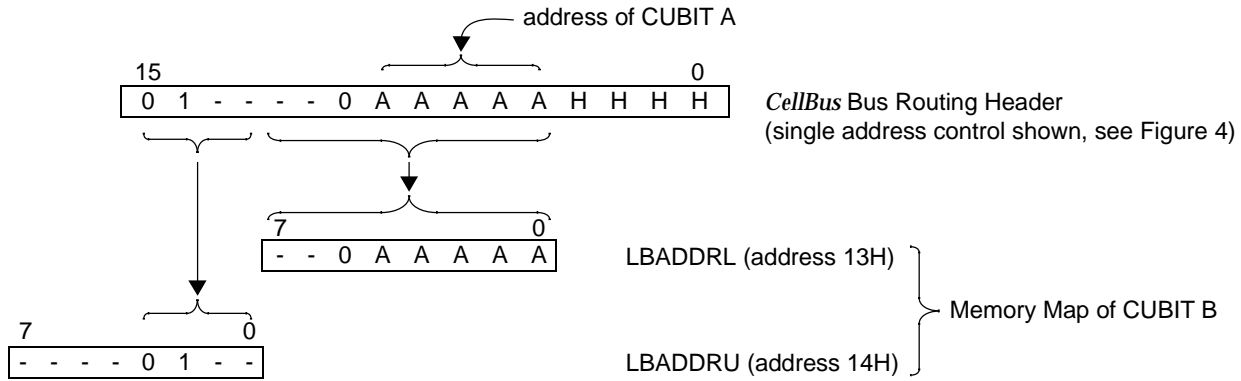 address of CUBIT A
15 0
0 1 - - - - 0 A A A A A H H H H
CellBus Bus Routing Header
(single address control shown, see Figure 4)
7 0
- - 0 A A A A A
LBADDRL (address 13H)
Memory Map of CUBIT B
7 0
- - - - 0 1 - -
LBADDRU (address 14H)